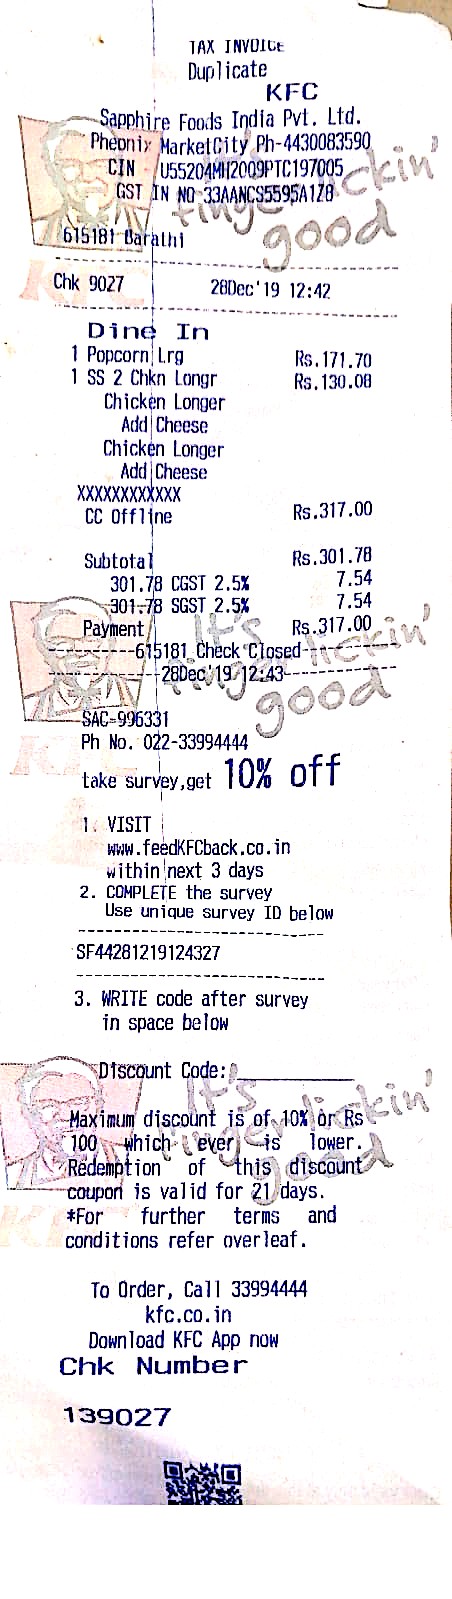 TAX INVOICE
Duplicate
KFC
Sapphire Foods India Pvt. Ltd.
Pheonix MarketCity Ph-4430083590
CIN U55204MH2009PTC197005
GST IN NO 33AANCS5595A1Z8
It's finger lickin' good
615181 Barathi
KFC
Chk 9027 28Dec'19 12:42
Dine In
1 Popcorn Lrg Rs.171.70
1 SS 2 Chkn Longr Rs.130.08
Chicken Longer
Add Cheese
Chicken Longer
Add Cheese
XXXXXXXXXXXX
CC Offline Rs.317.00
Subtotal Rs.301.78
301.78 CGST 2.5% 7.54
301.78 SGST 2.5% 7.54
Payment Rs.317.00
--------615181 Check Closed--------
--------28Dec'19 12:43--------
It's finger lickin' good
SAC-996331
KFC
Ph No. 022-33994444
take survey,get 10% off
1. VISIT
www.feedKFCback.co.in
within next 3 days
2. COMPLETE the survey
Use unique survey ID below
SF44281219124327
3. WRITE code after survey
in space below
Discount Code:
It's finger lickin' good
Maximum discount is of 10% or Rs
100 which ever is lower.
Redemption of this discount
coupon is valid for 21 days.
*For further terms and
conditions refer overleaf.
To Order, Call 33994444
kfc.co.in
Download KFC App now
Chk Number
139027